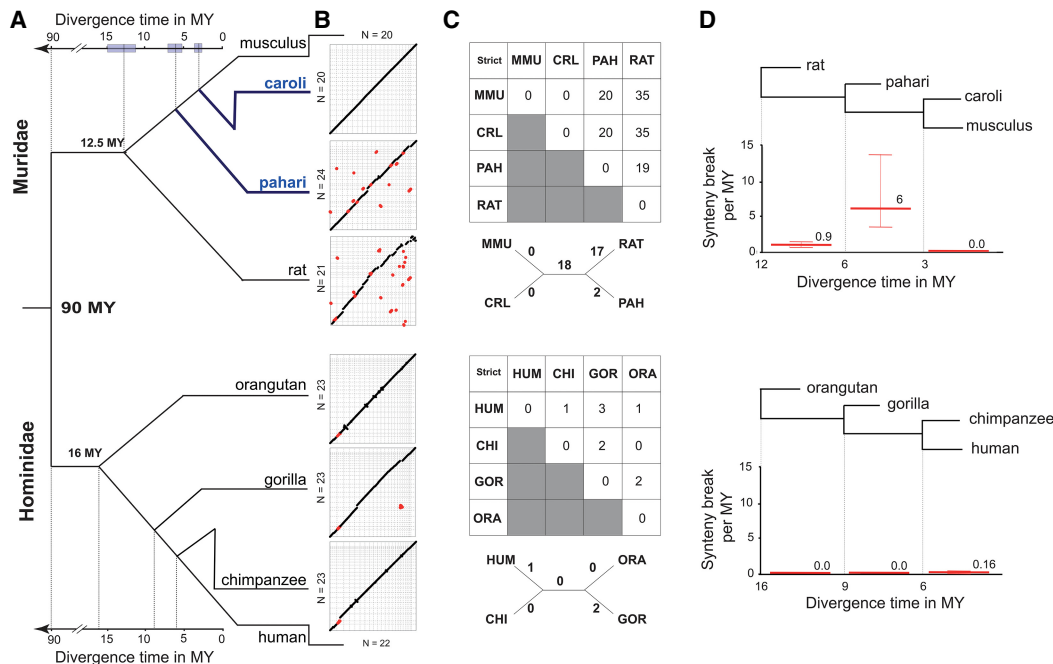 A
Divergence time in MY
90 15 10 5 0
Muridae
12.5 MY
musculus
caroli
pahari
rat
90 MY
Hominidae
16 MY
orangutan
gorilla
chimpanzee
human
90 15 10 5 0
Divergence time in MY
B
N = 20
N = 20
N = 24
N = 21
N = 23
N = 23
N = 23
N = 22
C
Strict MMU CRL PAH RAT
MMU 0 0 20 35
CRL 0 20 35
PAH 0 19
RAT 0
MMU 0 17 RAT
18
CRL 0 2 PAH
Strict HUM CHI GOR ORA
HUM 0 1 3 1
CHI 0 2 0
GOR 0 2
ORA 0
HUM 1 0 ORA
0
CHI 0 2 GOR
D
rat
pahari
caroli
musculus
Synteny break
per MY
15
10
5
0
0.9
6
0.0
12 6 3 0
Divergence time in MY
orangutan
gorilla
chimpanzee
human
Synteny break
per MY
15
10
5
0
0.0
0.0
0.16
16 9 6 0
Divergence time in MY